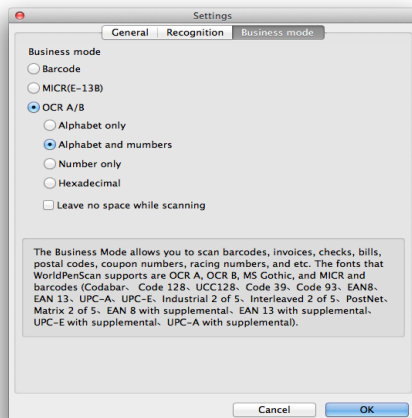 Settings
General Recognition Business mode
Business mode
Barcode
MICR(E-13B)
OCR A/B
Alphabet only
Alphabet and mumbers
Number only
Hexadecimal
Leave no space while scanning
The Business Mode allows you to scan barcodes, invoices, checks, bills,
postal codes, coupon numbers, racing numbers, and etc. The fonts that
WorldPenScan supports are OCR A, OCR B, MS Gothic, and MICR and
barcodes (Codabar、 Code 128、 UCC128、 Code 39、 Code 93、 EAN8、
EAN 13、 UPC-A、 UPC-E、 Industrial 2 of 5、 Interleaved 2 of 5、 PostNet、
Matrix 2 of 5、 EAN 8 with supplemental、 EAN 13 with supplemental、
UPC-E with supplemental、 UPC-A with supplemental).
Cancel OK